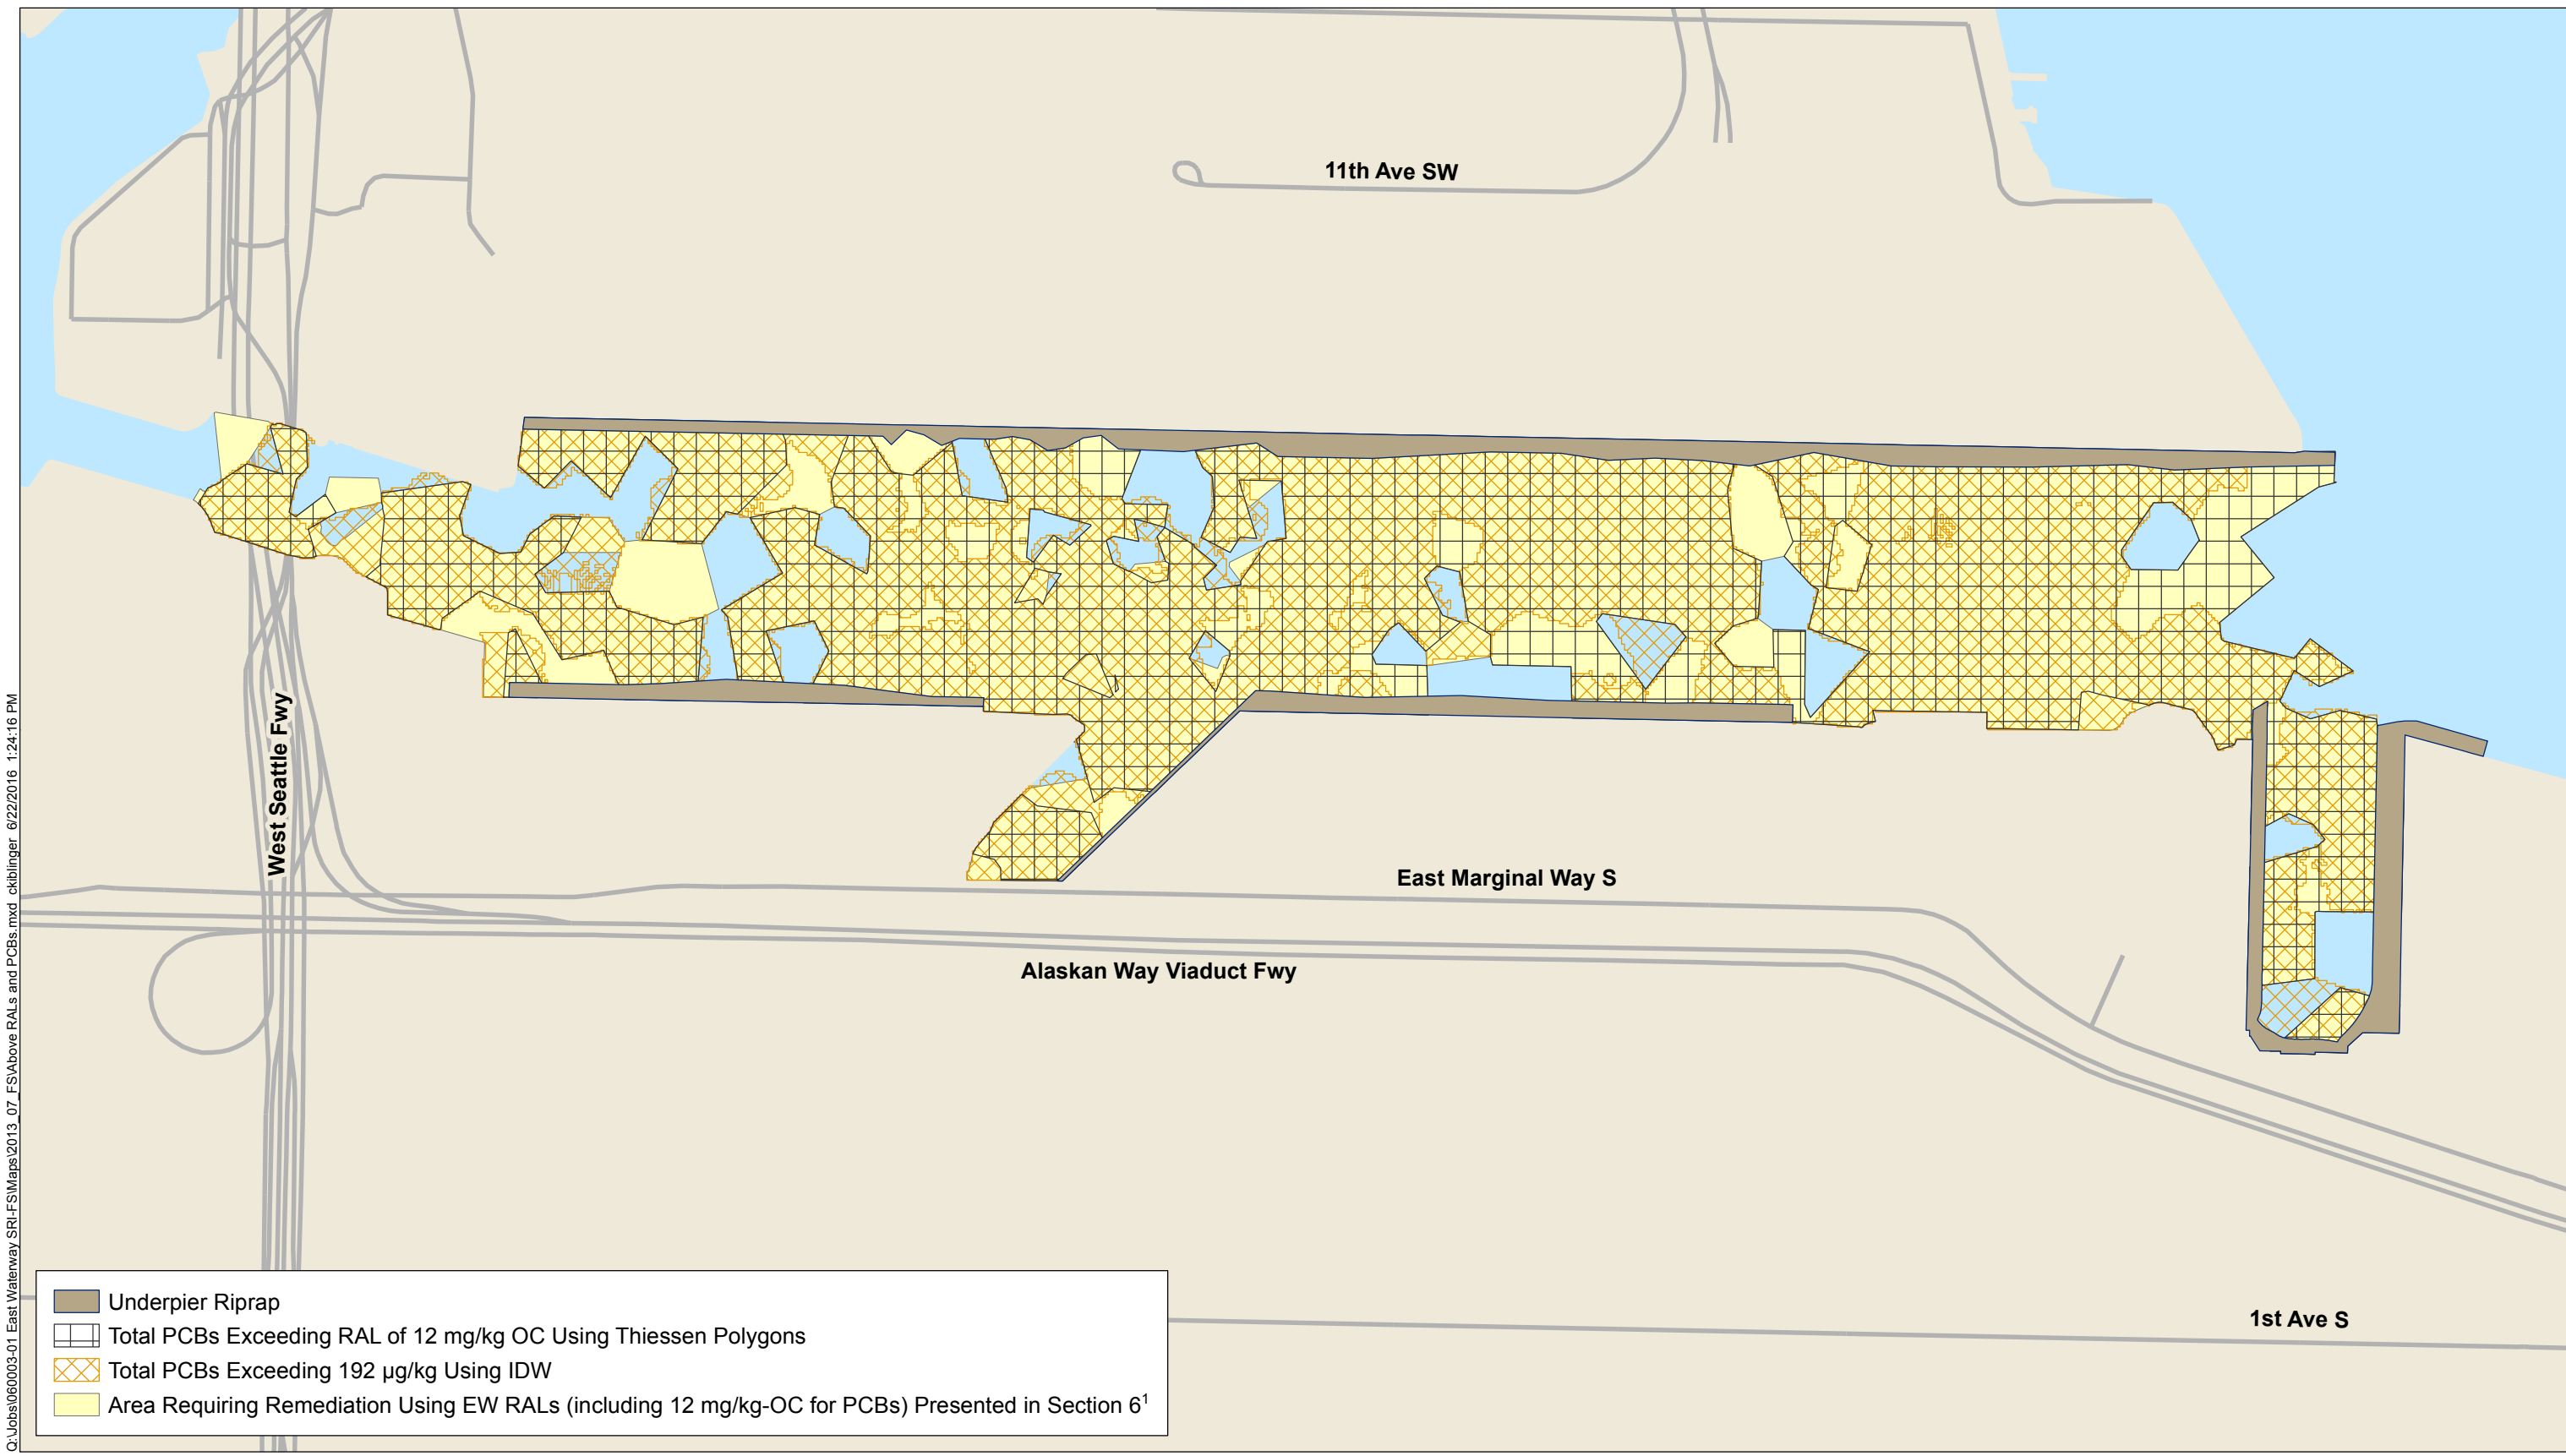 11th Ave SW
West Seattle Fwy
East Marginal Way S
Alaskan Way Viaduct Fwy
1st Ave S
Underpier Riprap
Total PCBs Exceeding RAL of 12 mg/kg OC Using Thiessen Polygons
Total PCBs Exceeding 192 µg/kg Using IDW
Area Requiring Remediation Using EW RALs (including 12 mg/kg-OC for PCBs) Presented in Section 6¹
Q:\Jobs\060003-01 East Waterway SRI-FS\Maps\2013_07_FS\Above RALs and PCBs.mxd ckiblinger 6/22/2016 1:24:16 PM